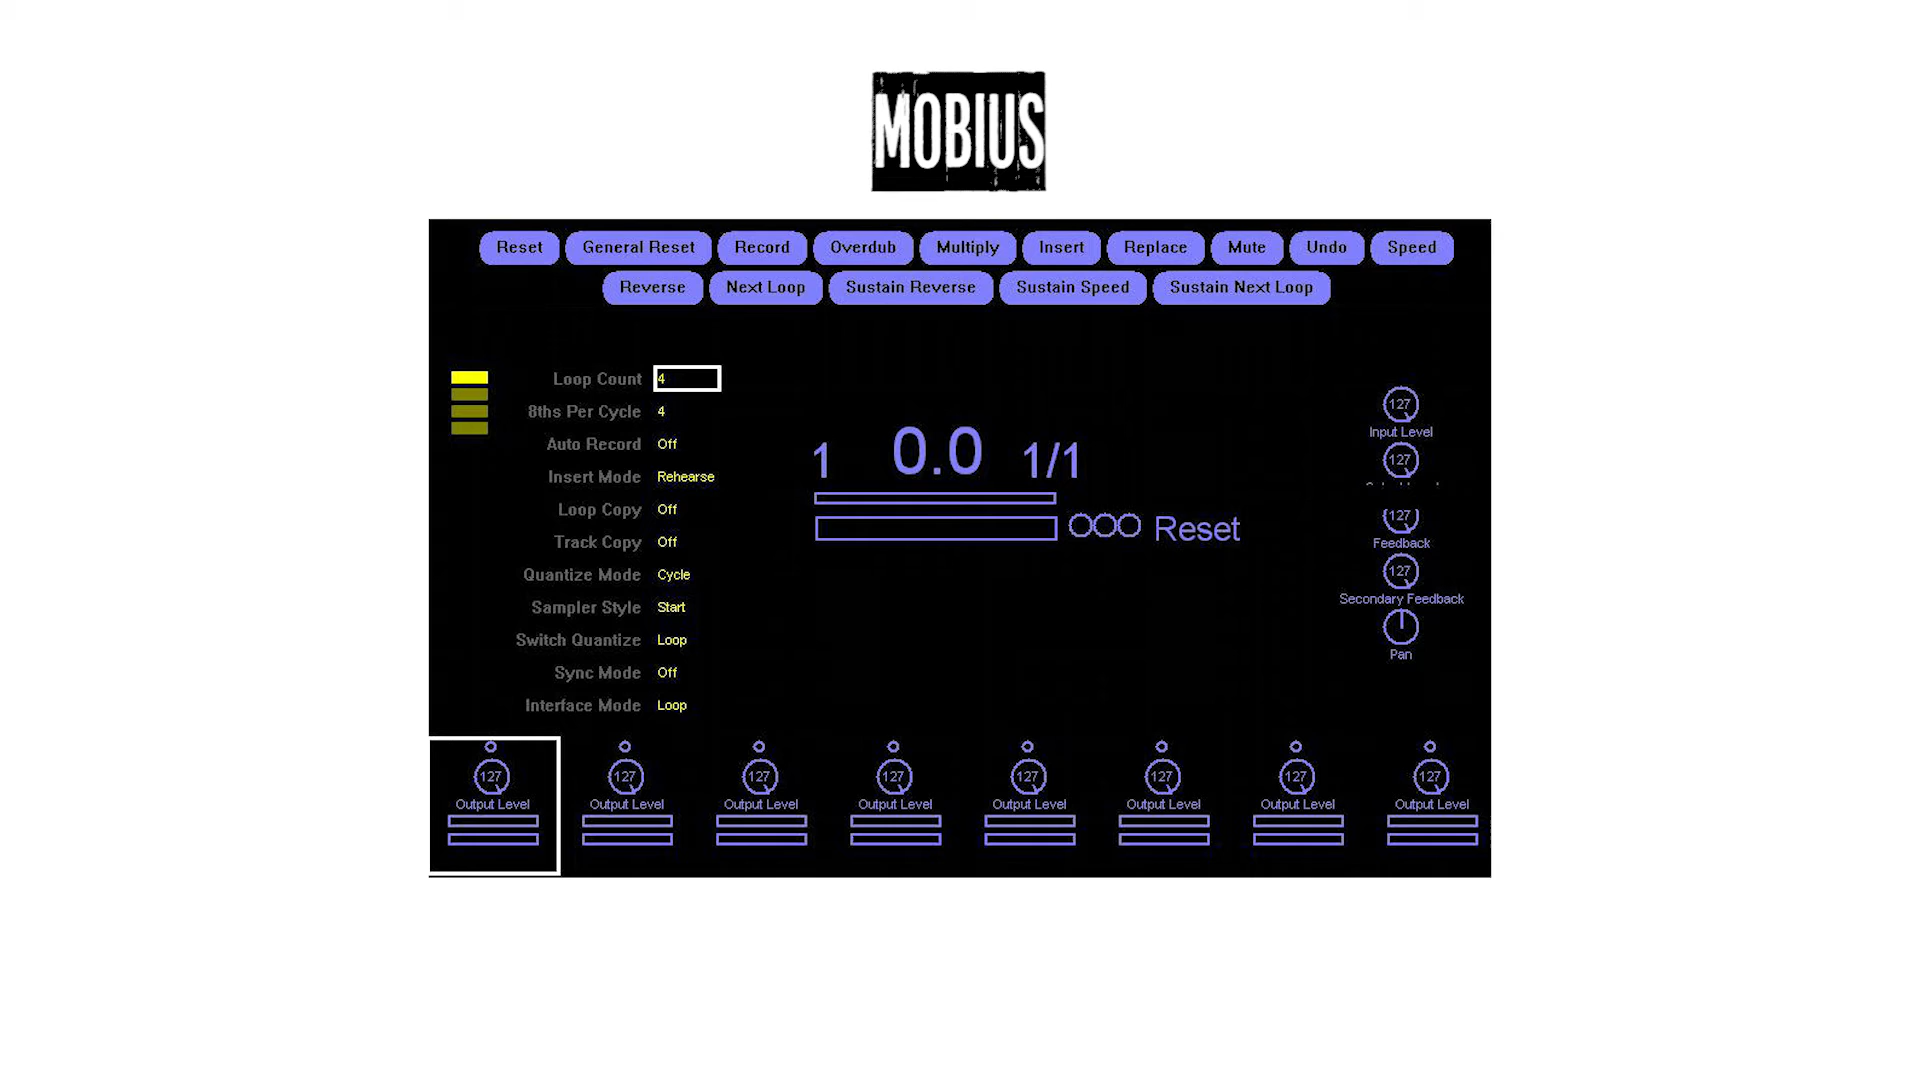 MOBIUS
Reset General Reset Record Overdub Multiply Insert Replace Mute Undo Speed
Reverse Next Loop Sustain Reverse Sustain Speed Sustain Next Loop
Loop Count 4
8ths Per Cycle 4
Auto Record Off
Insert Mode Rehearse
Loop Copy Off
Track Copy Off
Quantize Mode Cycle
Sampler Style Start
Switch Quantize Loop
Sync Mode Off
Interface Mode Loop
1 0.0 1/1
Reset
127
Input Level
127
127
Feedback
127
Secondary Feedback
Pan
127 127 127 127 127 127 127 127
Output Level Output Level Output Level Output Level Output Level Output Level Output Level Output Level